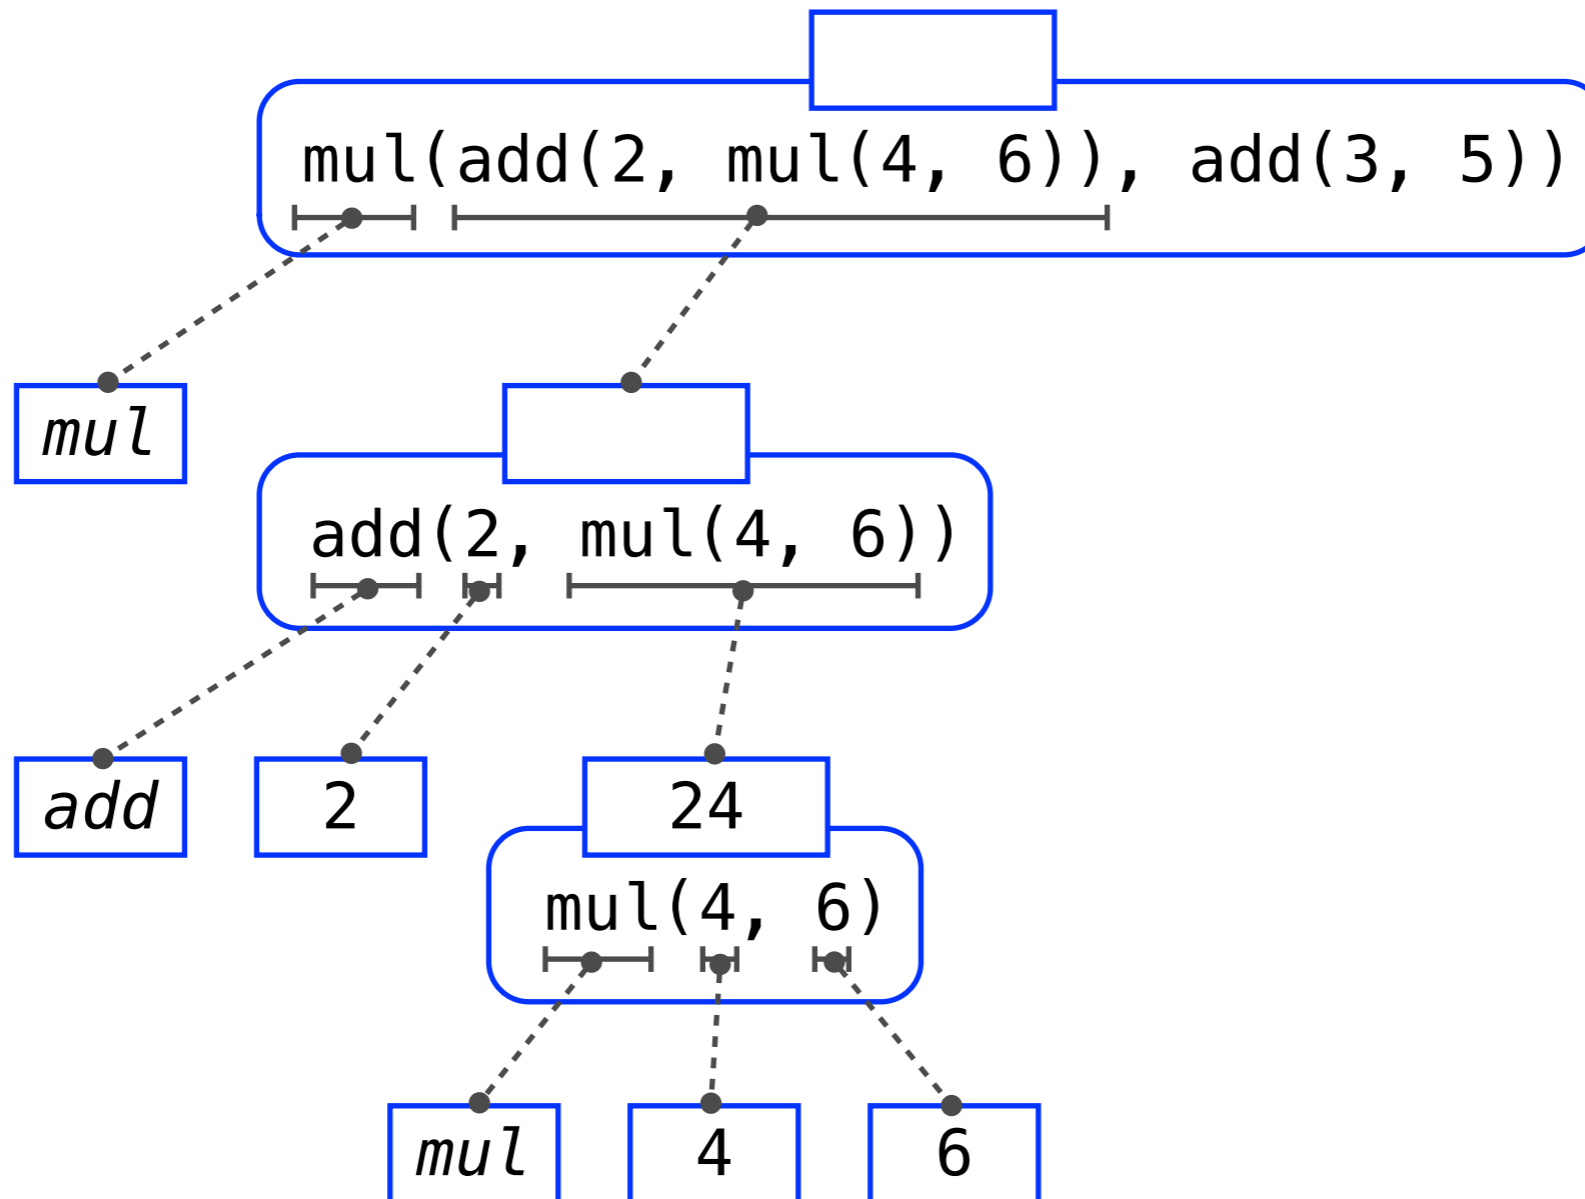 mul(add(2, mul(4, 6)), add(3, 5))
mul
add(2, mul(4, 6))
add 2 24
mul(4, 6)
mul 4 6